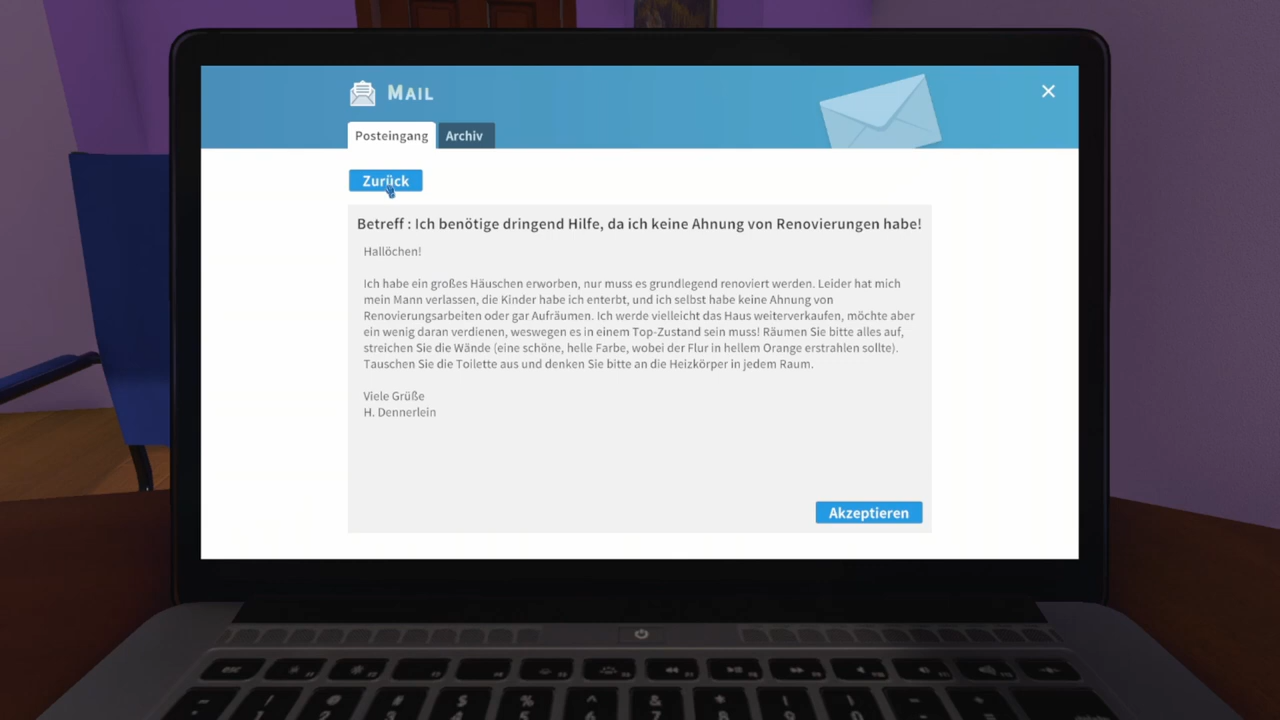 MAIL
Posteingang
Archiv
Zurück
Betreff : Ich benötige dringend Hilfe, da ich keine Ahnung von Renovierungen habe!
Hallöchen!
Ich habe ein großes Häuschen erworben, nur muss es grundlegend renoviert werden. Leider hat mich
mein Mann verlassen, die Kinder habe ich enterbt, und ich selbst habe keine Ahnung von
Renovierungsarbeiten oder gar Aufräumen. Ich werde vielleicht das Haus weiterverkaufen, möchte aber
ein wenig daran verdienen, weswegen es in einem Top-Zustand sein muss! Räumen Sie bitte alles auf,
streichen Sie die Wände (eine schöne, helle Farbe, wobei der Flur in hellem Orange erstrahlen sollte).
Tauschen Sie die Toilette aus und denken Sie bitte an die Heizkörper in jedem Raum.
Viele Grüße
H. Dennerlein
Akzeptieren